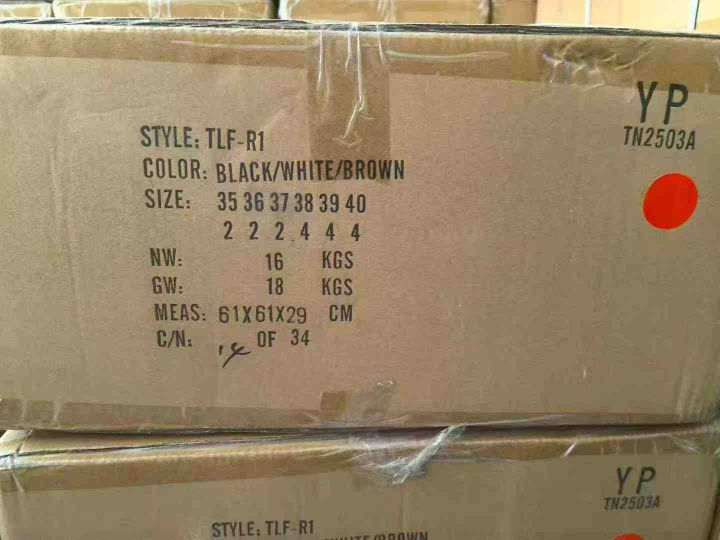 YP
TN2503A
STYLE: TLF-R1
COLOR: BLACK/WHITE/BROWN
SIZE: 35 36 37 38 39 40
2 2 2 4 4 4
NW: 16 KGS
GW: 18 KGS
MEAS: 61X61X29 CM
C/N: 14 OF 34
YP
TN2503A
STYLE: TLF-R1